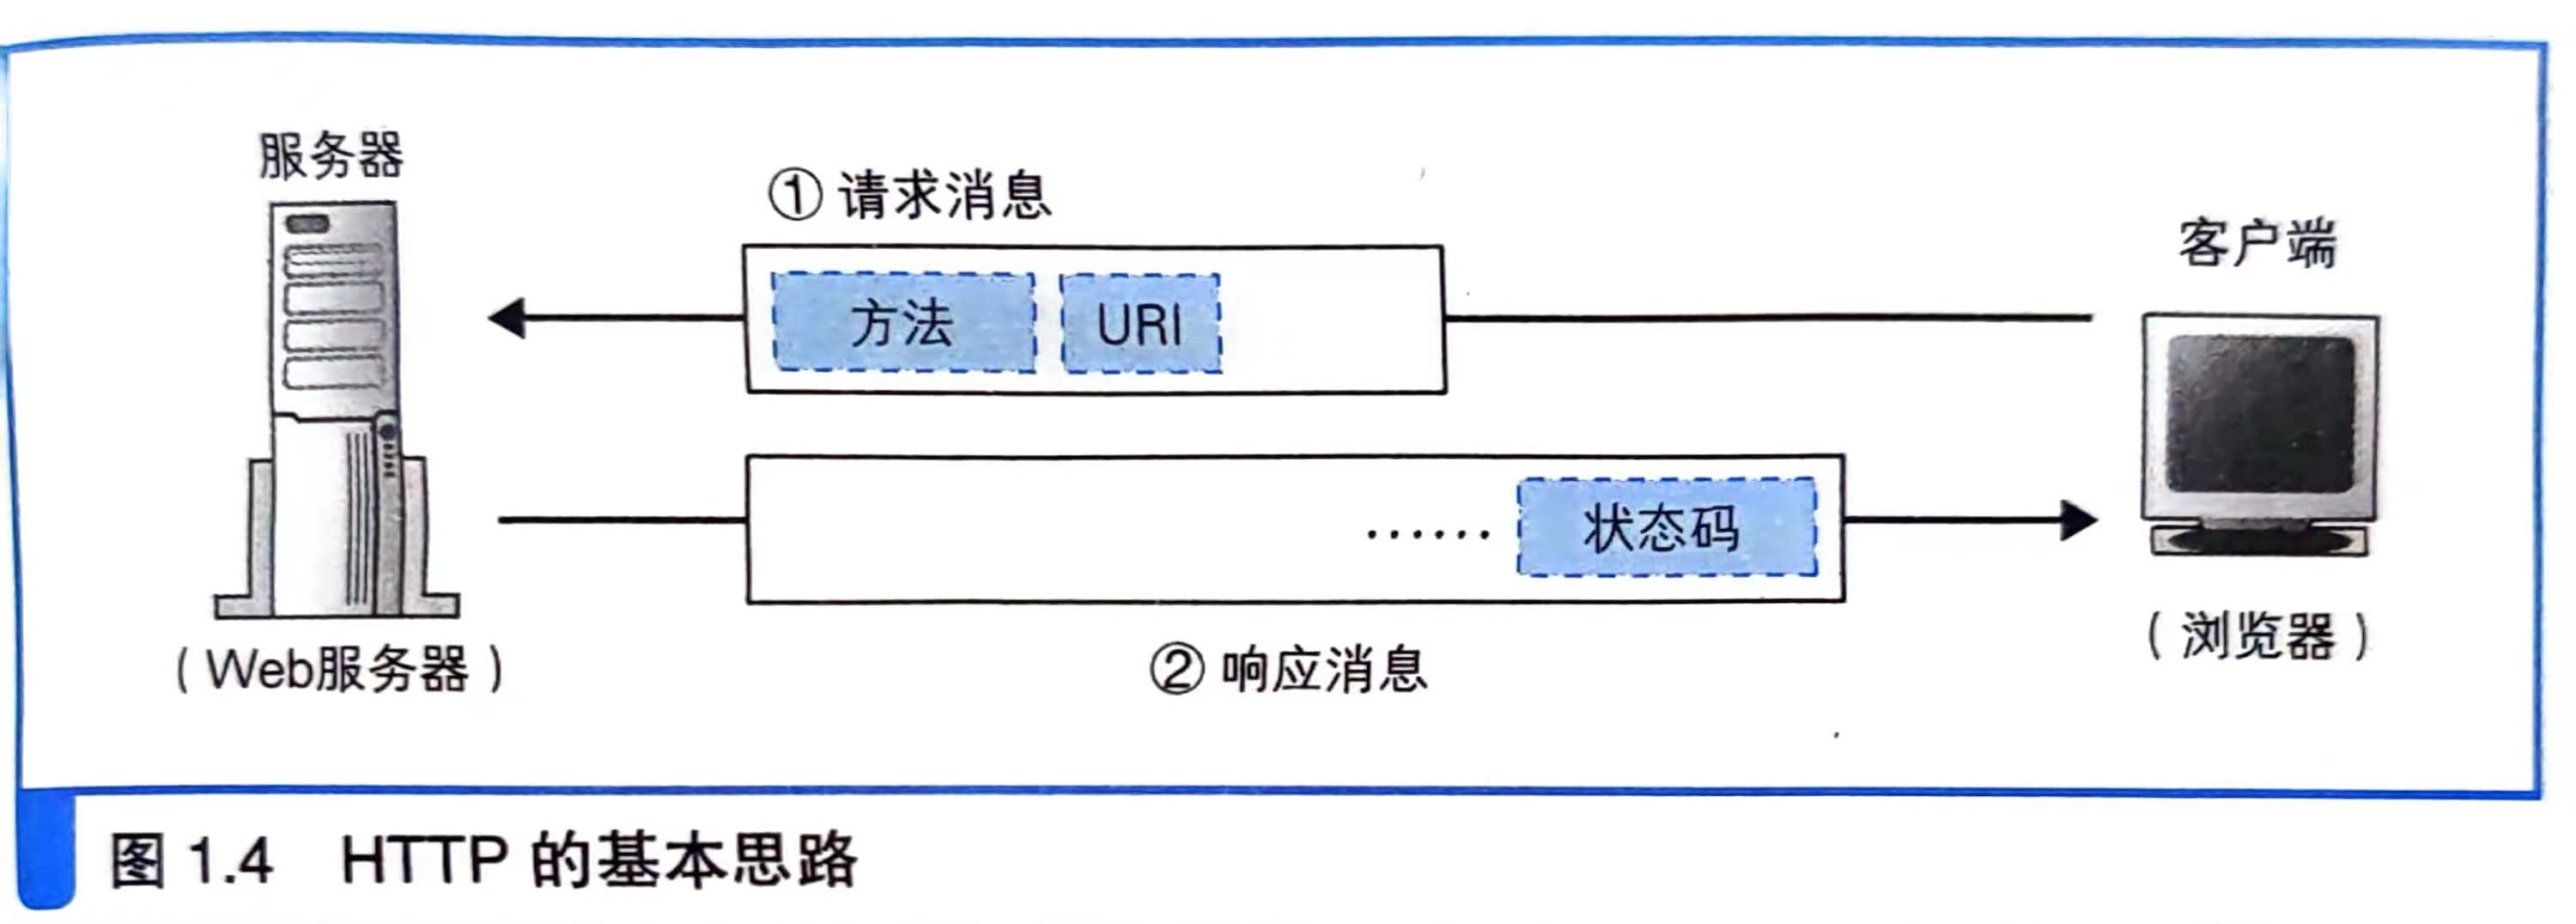 服务器
① 请求消息
客户端
方法 URI
…… 状态码
(浏览器)
(Web服务器)
② 响应消息
图 1.4 HTTP 的基本思路